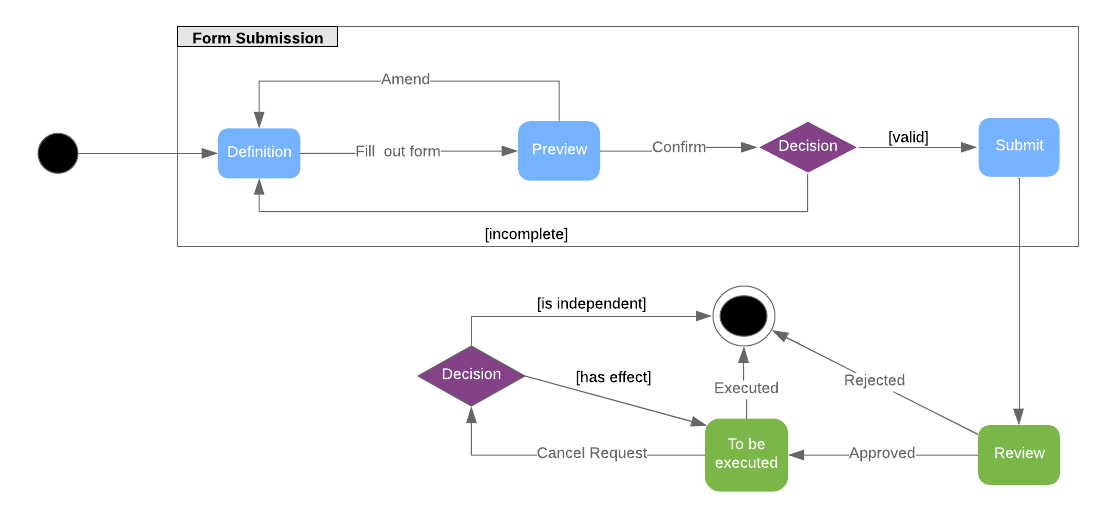 Form Submission
Amend
Definition
Fill  out form
Preview
Confirm
Decision
[valid]
Submit
[incomplete]
[is independent]
Decision
[has effect]
Executed
Rejected
Cancel Request
To be
executed
Approved
Review